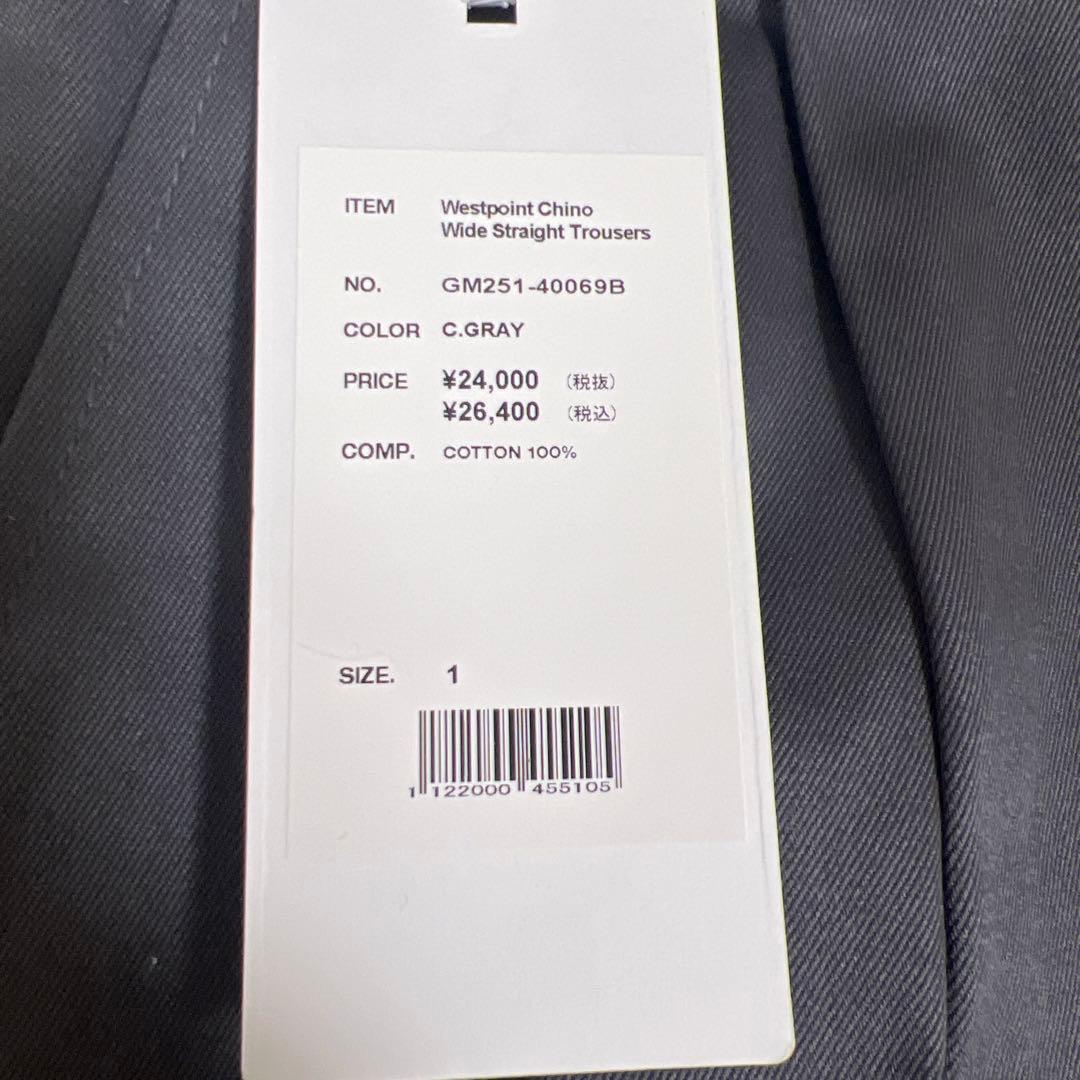 ITEM Westpoint Chino
Wide Straight Trousers
NO. GM251-40069B
COLOR C.GRAY
PRICE ¥24,000 (税抜)
¥26,400 (税込)
COMP. COTTON 100%
SIZE. 1
1 122000 455105